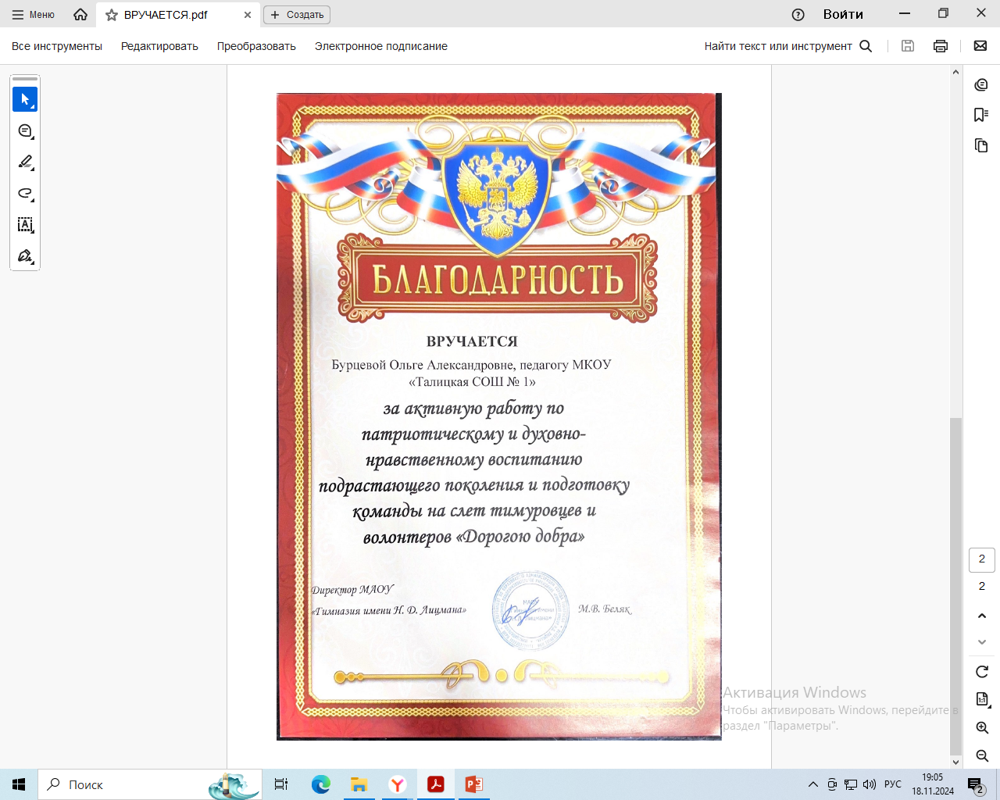 Меню
ВРУЧАЕТСЯ.pdf
Создать
Войти
Все инструменты
Редактировать
Преобразовать
Электронное подписание
Найти текст или инструмент
БЛАГОДАРНОСТЬ
ВРУЧАЕТСЯ
Бурцевой Ольге Александровне, педагогу МКОУ
«Талицкая СОШ № 1»
за активную работу по
патриотическому и духовно-
нравственному воспитанию
подрастающего поколения и подготовку
команды на слет тимуровцев и
волонтеров «Дорогою добра»
Директор МАОУ
«Гимназия имени Н. Д. Лицмана»
М.В. Беляк
2
2
Активация Windows
Чтобы активировать Windows, перейдите в
раздел "Параметры".
Поиск
РУС
19:05
18.11.2024
2